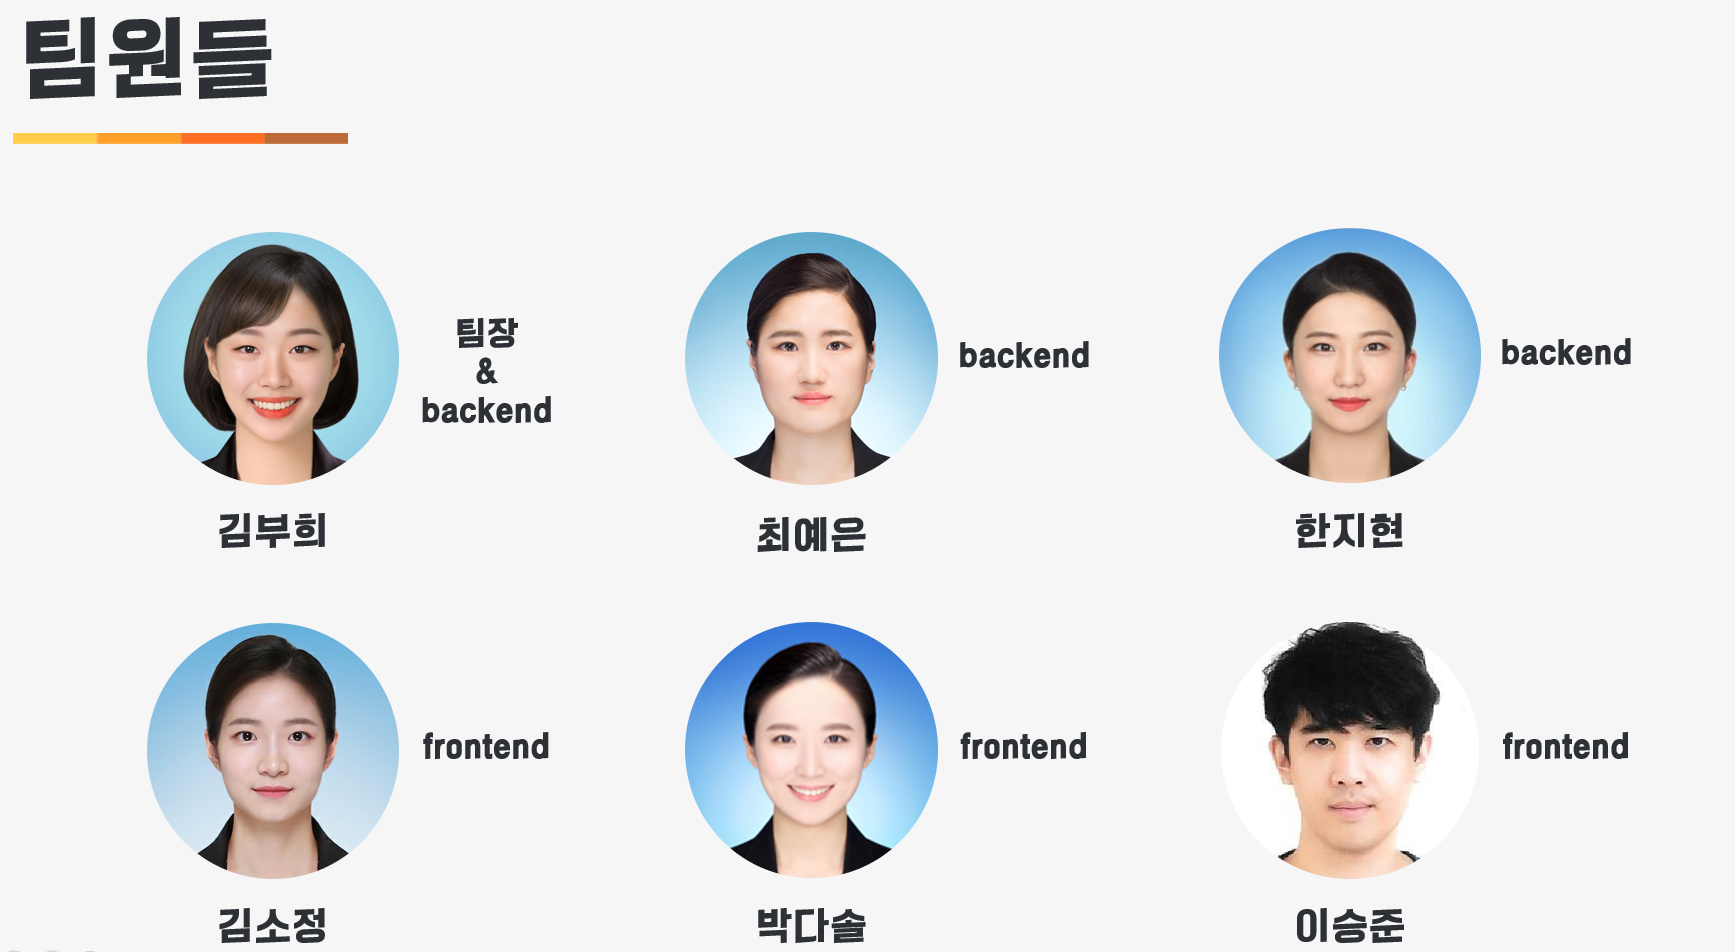 팀원들
팀장
&
backend
backend
backend
김부희
최예은
한지현
frontend
frontend
frontend
김소정
박다솔
이승준